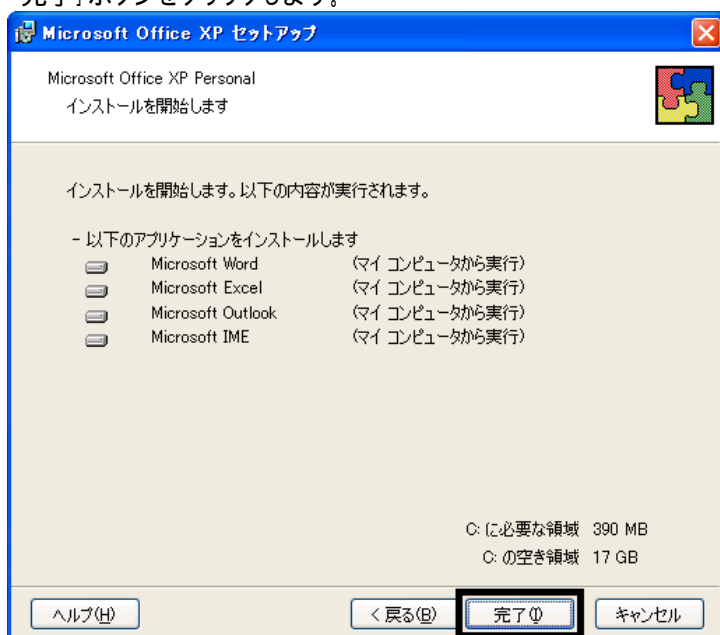 完了」ボタンをクリックします。
Microsoft Office XP セットアップ
Microsoft Office XP Personal
インストールを開始します
インストールを開始します。以下の内容が実行されます。
- 以下のアプリケーションをインストールします
Microsoft Word (マイ コンピュータから実行)
Microsoft Excel (マイ コンピュータから実行)
Microsoft Outlook (マイ コンピュータから実行)
Microsoft IME (マイ コンピュータから実行)
C: に必要な領域 390 MB
C: の空き領域 17 GB
ヘルプ(H) < 戻る(B) 完了(I) キャンセル